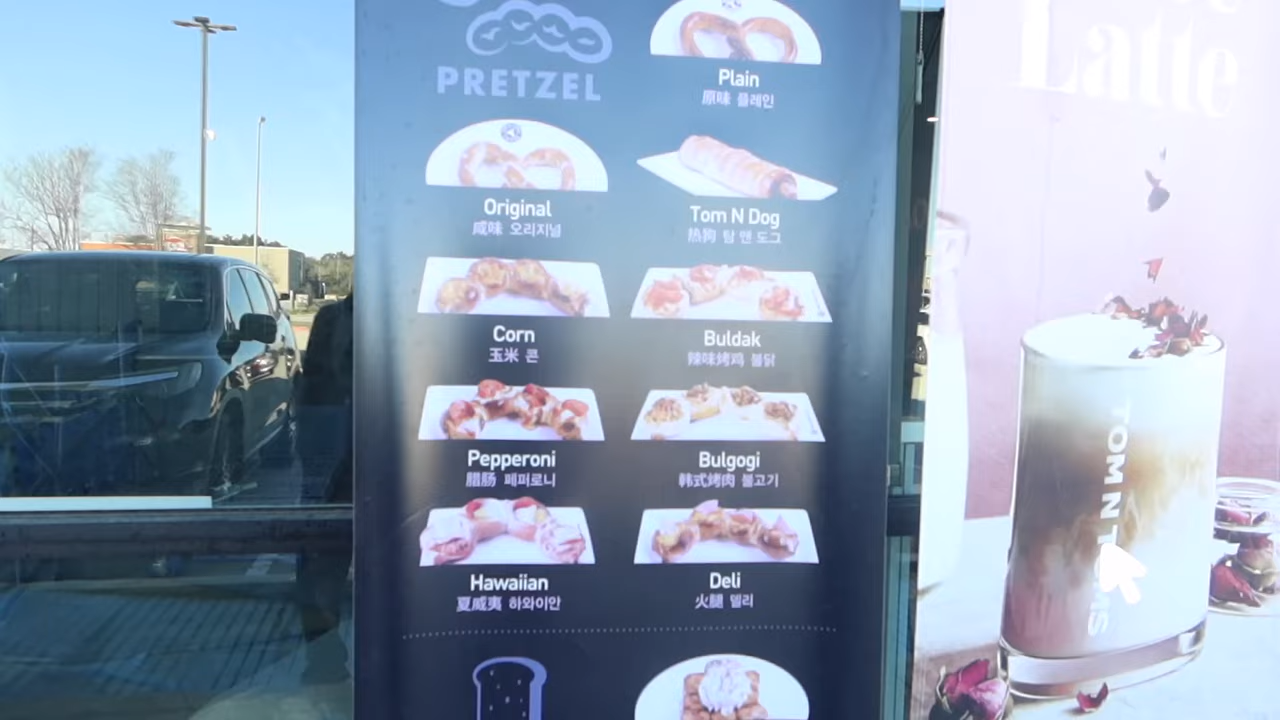 PRETZEL
Plain
原味 플레인
Original
咸味 오리지널
Tom N Dog
热狗 탐 앤 도그
Corn
玉米 콘
Buldak
辣味烤鸡 불닭
Pepperoni
腊肠 페퍼로니
Bulgogi
韩式烤肉 불고기
Hawaiian
夏威夷 하와이안
Deli
火腿 델리
Latte
TOM N TOMS